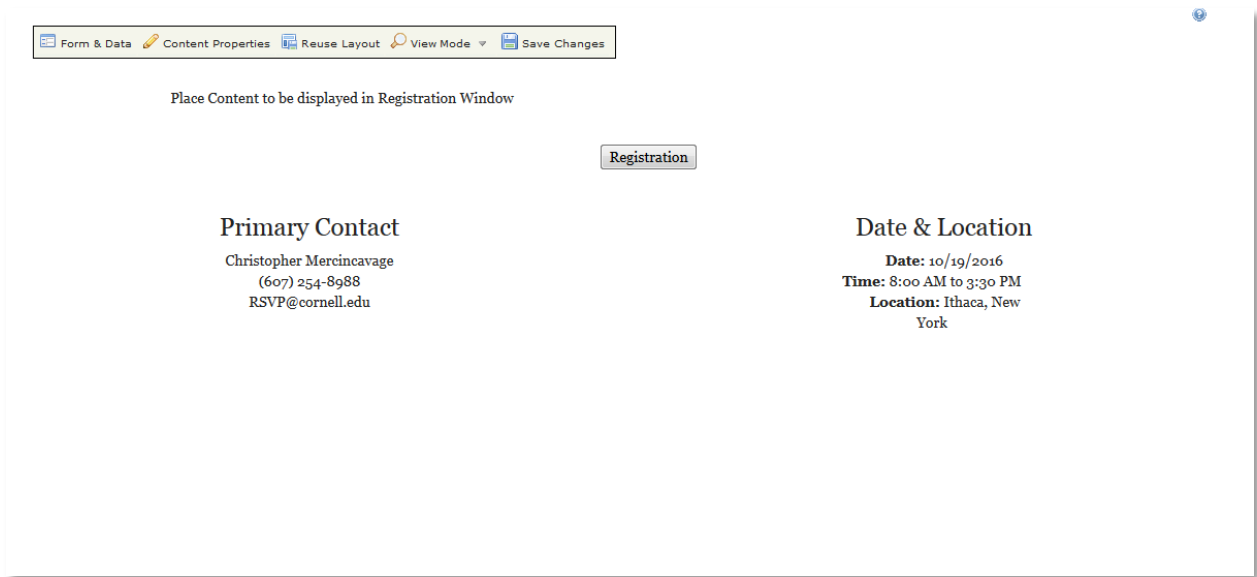 Form & Data Content Properties Reuse Layout View Mode Save Changes
Place Content to be displayed in Registration Window
Registration
Primary Contact
Christopher Mercincavage
(607) 254-8988
RSVP@cornell.edu
Date & Location
Date: 10/19/2016
Time: 8:00 AM to 3:30 PM
Location: Ithaca, New
York